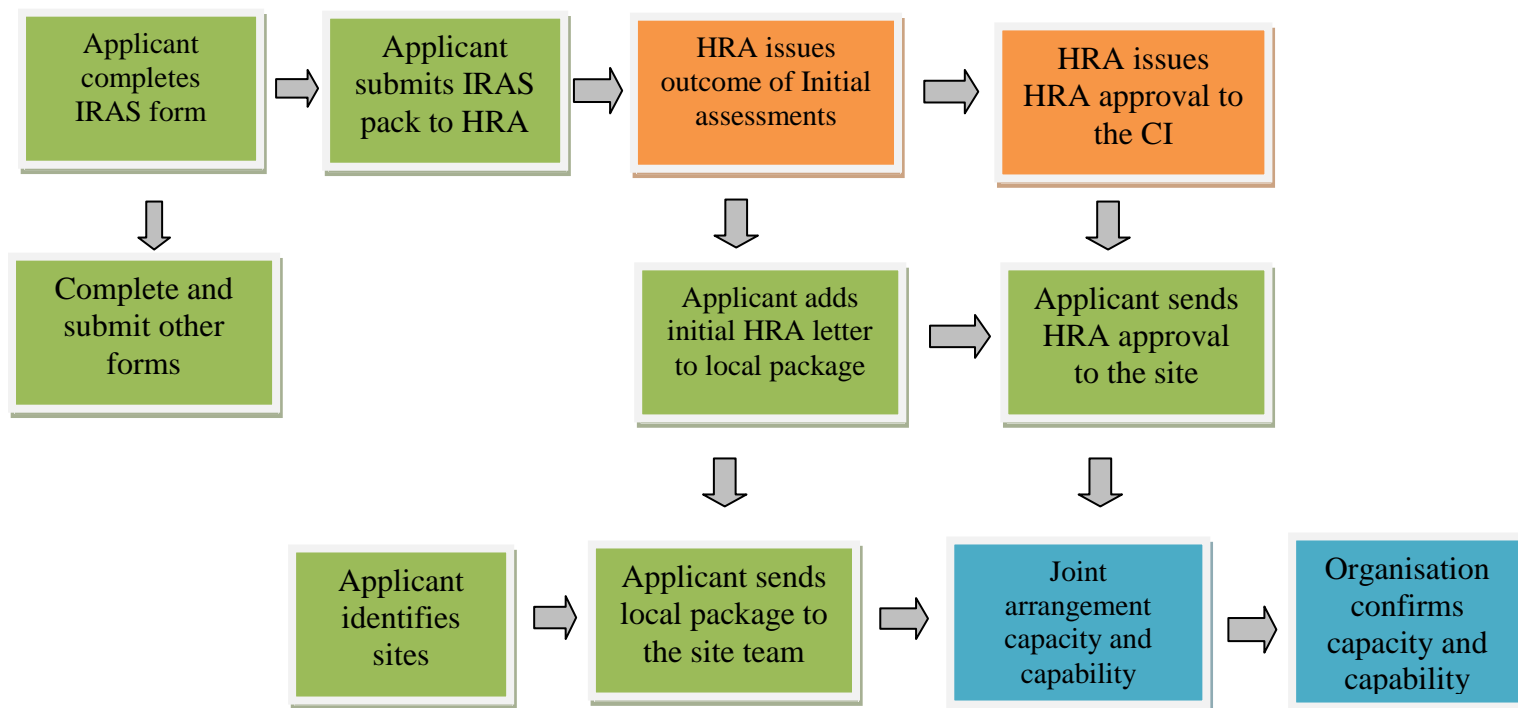 Applicant
completes
IRAS form
Applicant
submits IRAS
pack to HRA
HRA issues
outcome of Initial
assessments
HRA issues
HRA approval to
the CI
Complete and
submit other
forms
Applicant adds
initial HRA letter
to local package
Applicant sends
HRA approval
to the site
Applicant
identifies
sites
Applicant sends
local package to
the site team
Joint
arrangement
capacity and
capability
Organisation
confirms
capacity and
capability